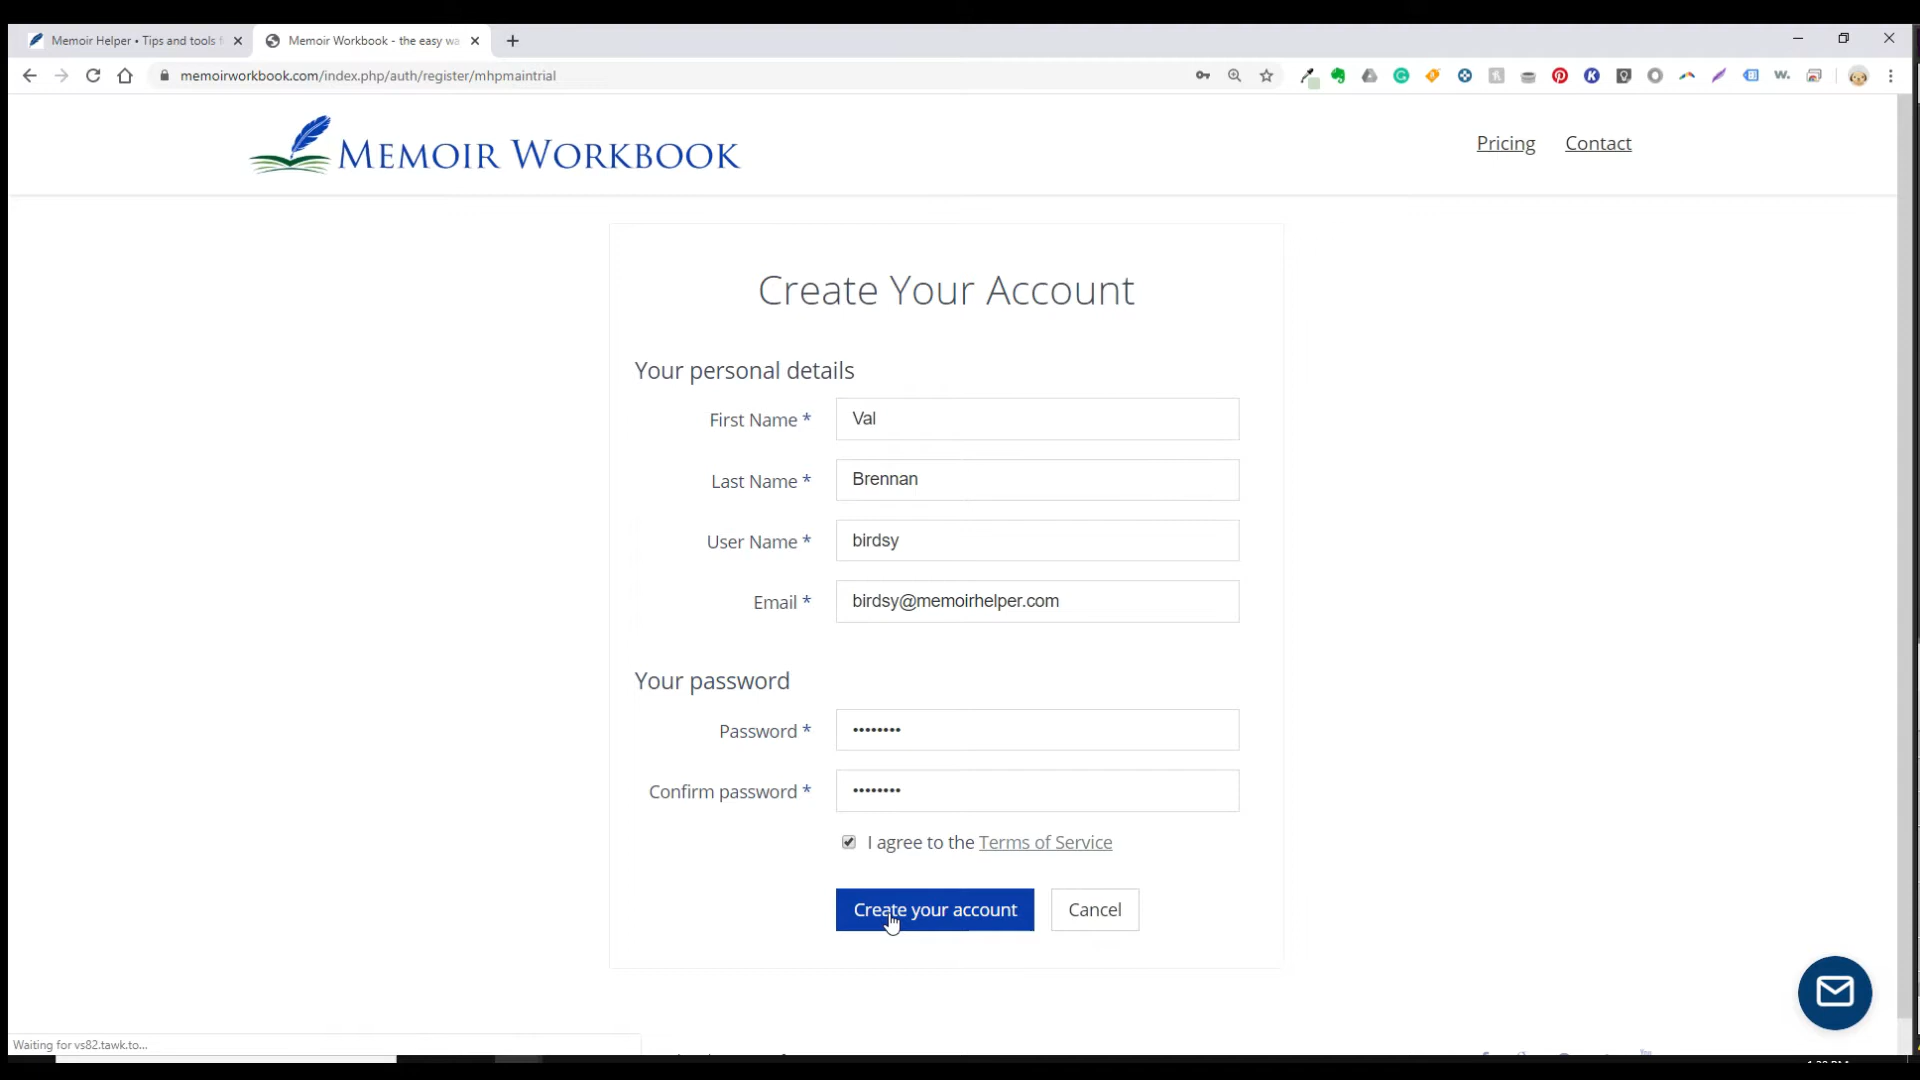 Memoir Helper • Tips and tools f
Memoir Workbook - the easy wa
memoirworkbook.com/index.php/auth/register/mhpmaintrial
MEMOIR WORKBOOK
Pricing
Contact
Create Your Account
Your personal details
First Name *
Val
Last Name *
Brennan
User Name *
birdsy
Email *
birdsy@memoirhelper.com
Your password
Password *
••••••••
Confirm password *
••••••••
I agree to the Terms of Service
Create your account
Cancel
Waiting for vs82.tawk.to...